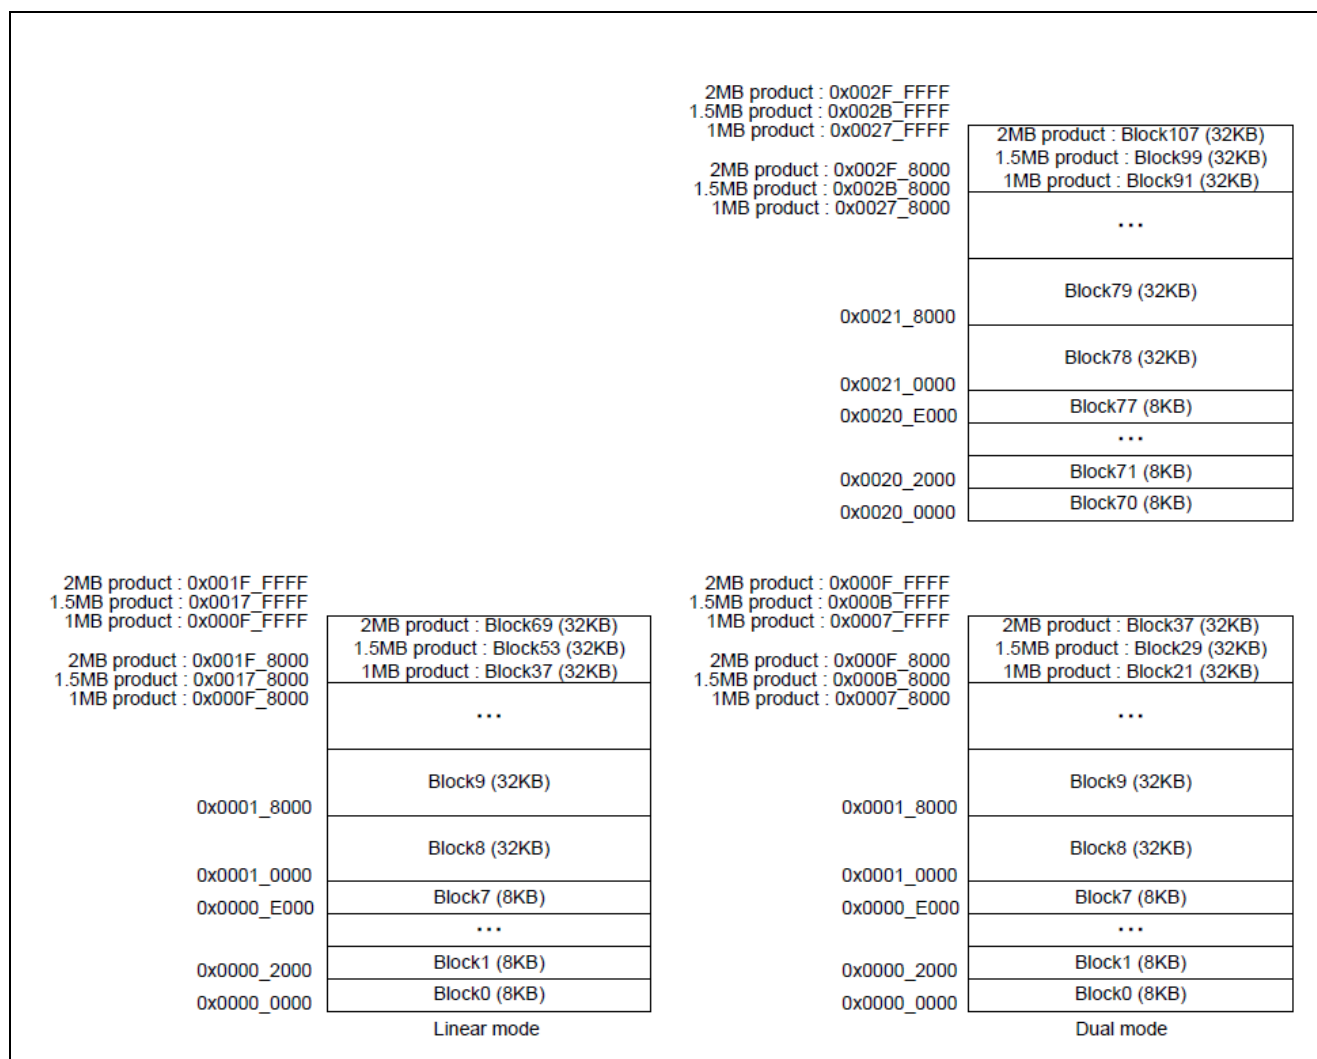 2MB product : 0x002F_FFFF
1.5MB product : 0x002B_FFFF
1MB product : 0x0027_FFFF
2MB product : Block107 (32KB)
1.5MB product : Block99 (32KB)
1MB product : Block91 (32KB)
2MB product : 0x002F_8000
1.5MB product : 0x002B_8000
1MB product : 0x0027_8000
...
Block79 (32KB)
0x0021_8000
Block78 (32KB)
0x0021_0000
Block77 (8KB)
0x0020_E000
...
Block71 (8KB)
0x0020_2000
Block70 (8KB)
0x0020_0000
2MB product : 0x001F_FFFF
1.5MB product : 0x0017_FFFF
1MB product : 0x000F_FFFF
2MB product : Block69 (32KB)
1.5MB product : Block53 (32KB)
1MB product : Block37 (32KB)
2MB product : 0x001F_8000
1.5MB product : 0x0017_8000
1MB product : 0x000F_8000
...
Block9 (32KB)
0x0001_8000
Block8 (32KB)
0x0001_0000
Block7 (8KB)
0x0000_E000
...
Block1 (8KB)
0x0000_2000
Block0 (8KB)
0x0000_0000
Linear mode
2MB product : 0x000F_FFFF
1.5MB product : 0x000B_FFFF
1MB product : 0x0007_FFFF
2MB product : Block37 (32KB)
1.5MB product : Block29 (32KB)
1MB product : Block21 (32KB)
2MB product : 0x000F_8000
1.5MB product : 0x000B_8000
1MB product : 0x0007_8000
...
Block9 (32KB)
0x0001_8000
Block8 (32KB)
0x0001_0000
Block7 (8KB)
0x0000_E000
...
Block1 (8KB)
0x0000_2000
Block0 (8KB)
0x0000_0000
Dual mode